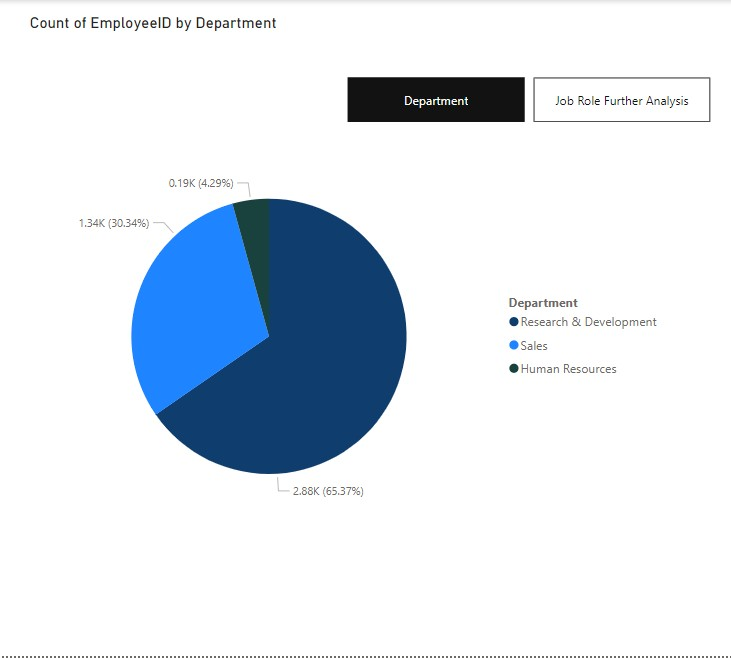 Count of EmployeeID by Department
Department
Job Role Further Analysis
0.19K (4.29%)
1.34K (30.34%)
Department
Research & Development
Sales
Human Resources
2.88K (65.37%)